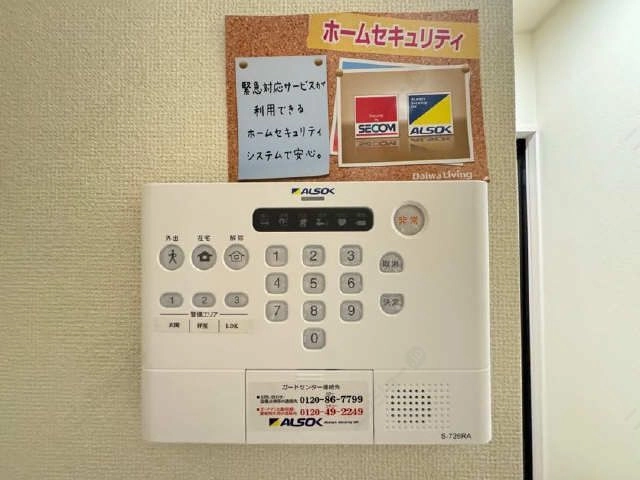 ホームセキュリティ
緊急対応サービスが
利用できる
ホームセキュリティ
システムで安心。
SECOM
ALSOK
Daiwa Living
ALSOK
非常
外出 在宅 解除
1 2 3
取消
4 5 6
1 2 3
7 8 9
決定
警備エリア
玄関 洋室 LDK
0
ガードセンター連絡先
0120-86-7799
0120-49-2249
ALSOK
S-726RA